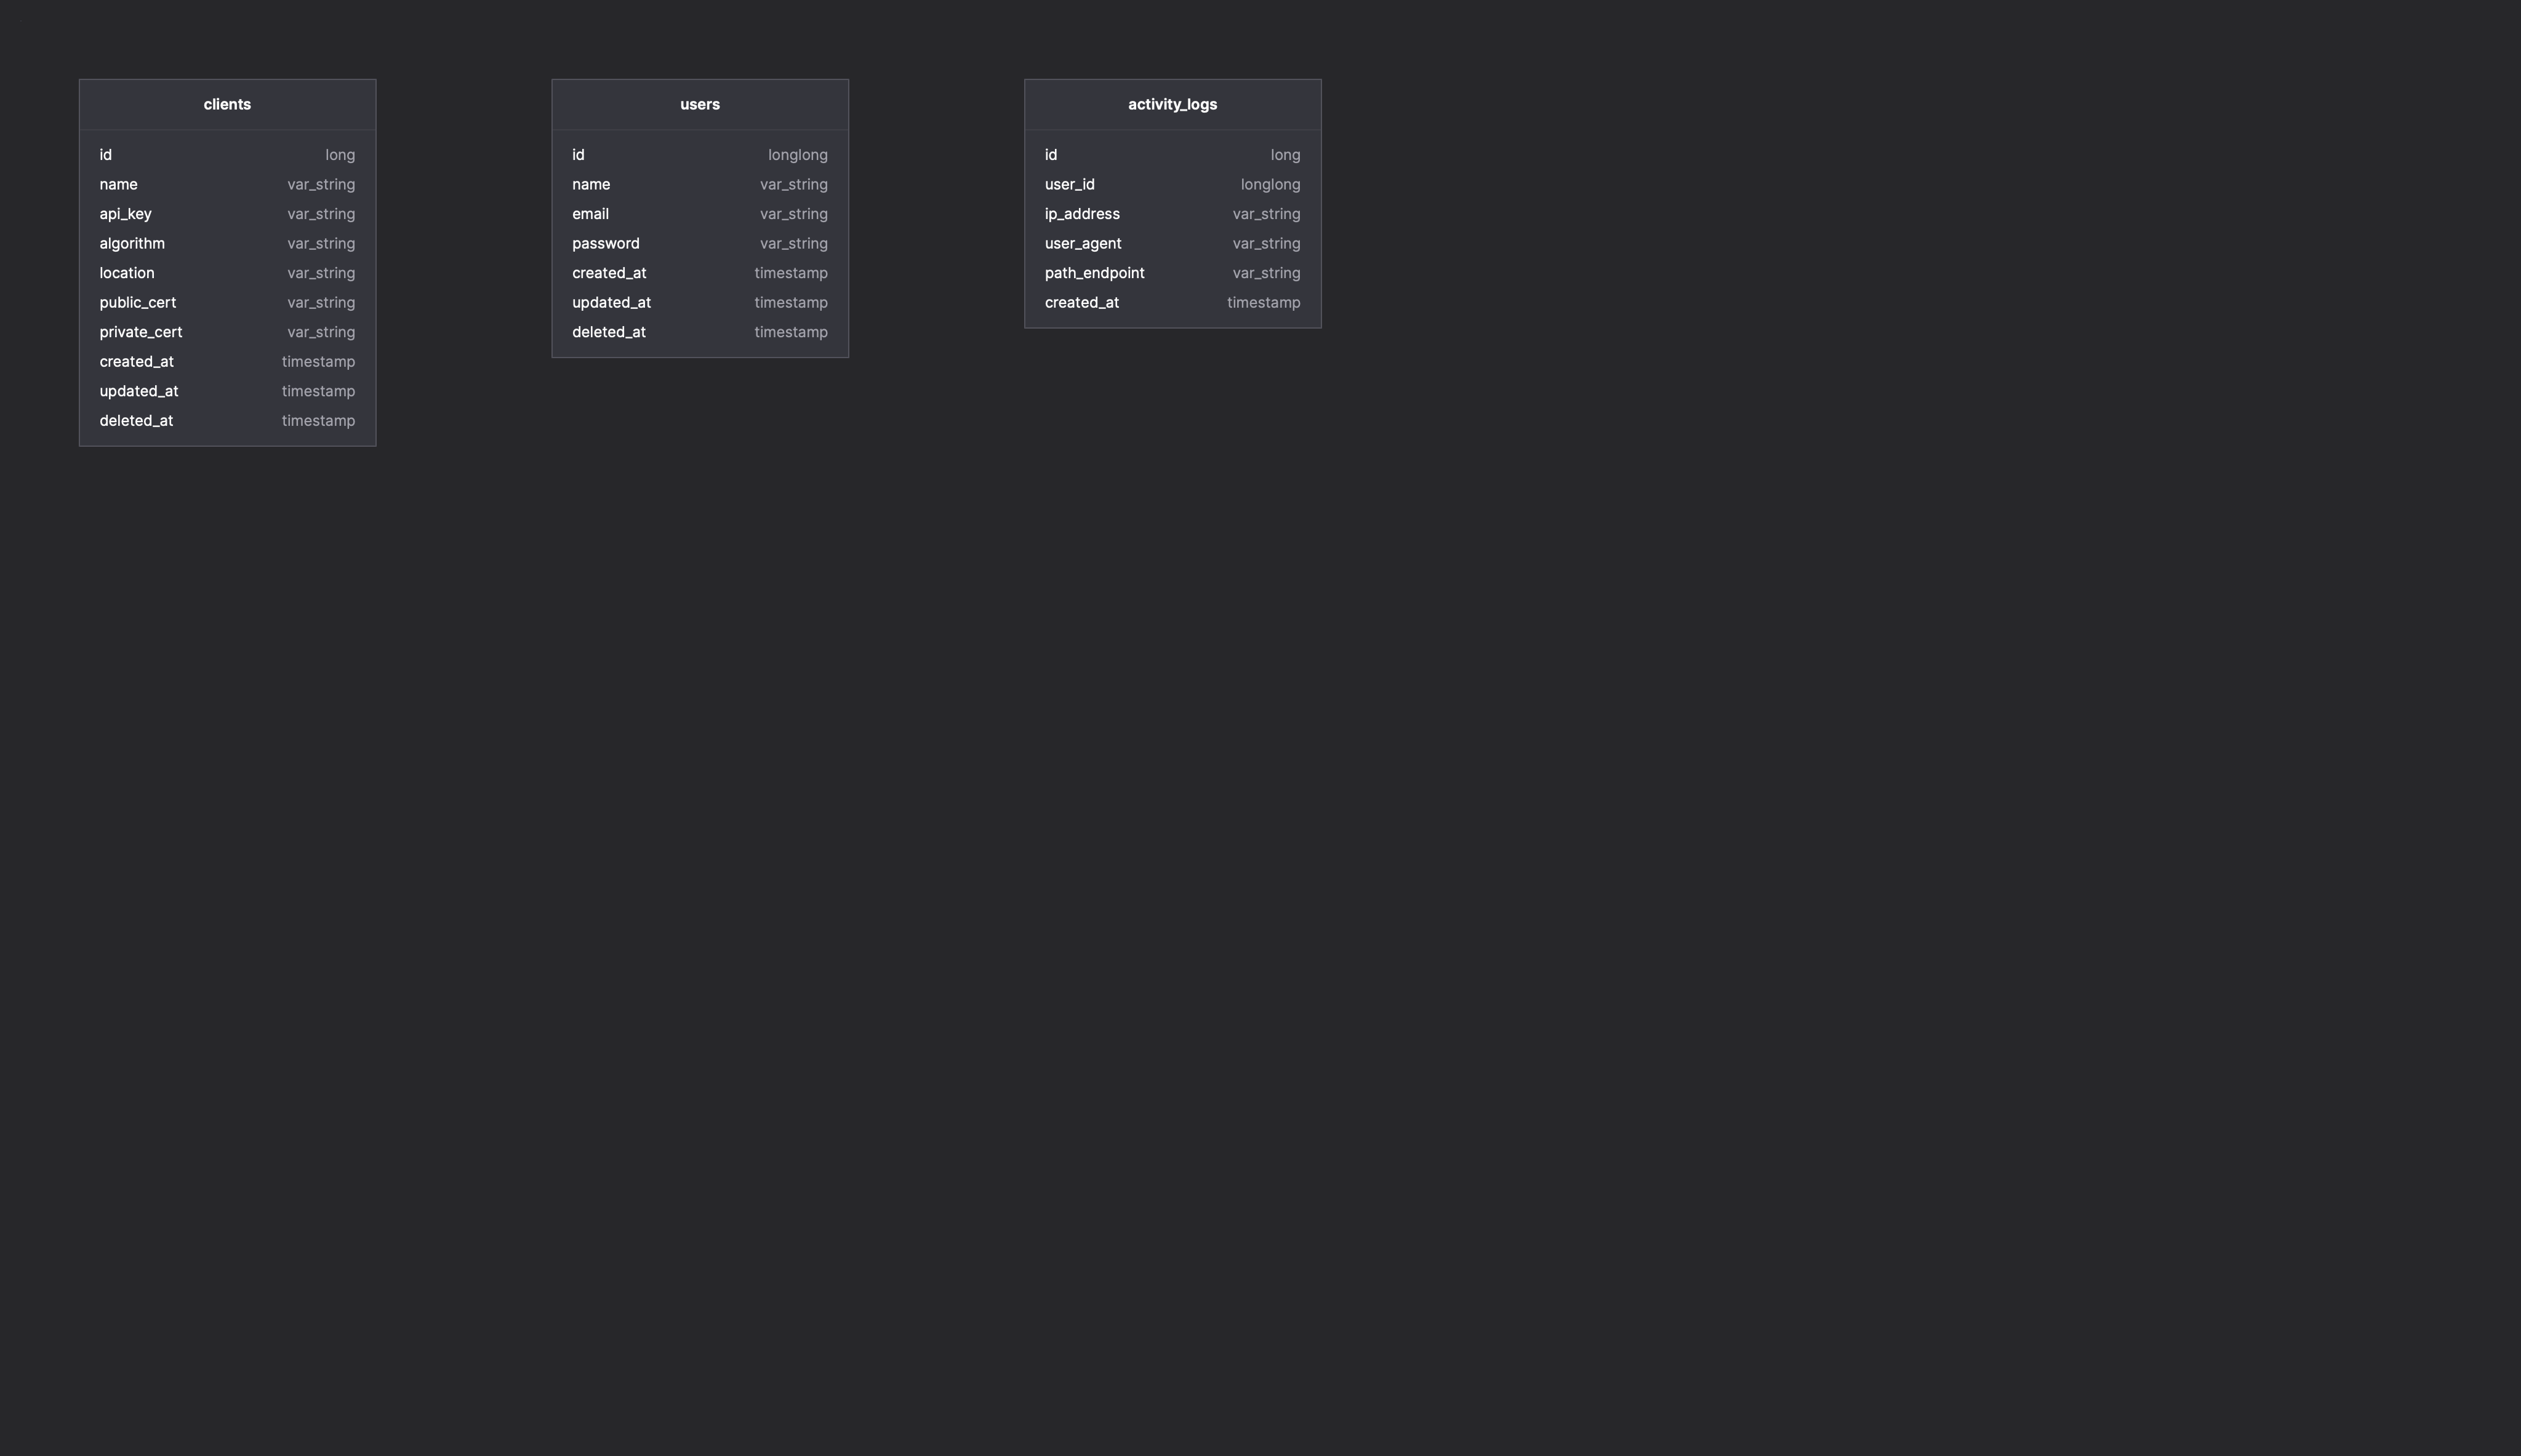 clients
id long
name var_string
api_key var_string
algorithm var_string
location var_string
public_cert var_string
private_cert var_string
created_at timestamp
updated_at timestamp
deleted_at timestamp
users
id longlong
name var_string
email var_string
password var_string
created_at timestamp
updated_at timestamp
deleted_at timestamp
activity_logs
id long
user_id longlong
ip_address var_string
user_agent var_string
path_endpoint var_string
created_at timestamp